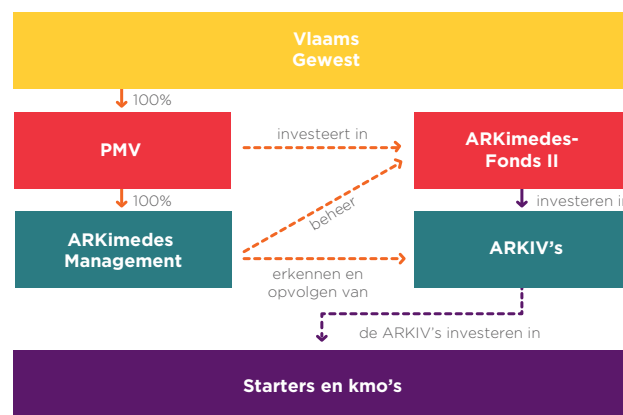 Vlaams
Gewest
100%
PMV
investeert in
ARKimedes-
Fonds II
100%
beheer
investeren in
ARKimedes
Management
ARKIV's
erkennen en
opvolgen van
de ARKIV's investeren in
Starters en kmo's